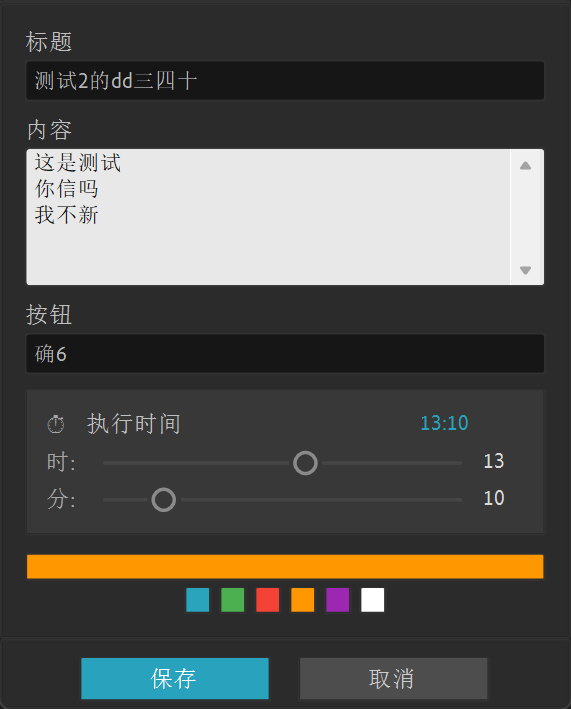 标题
测试2的dd三四十
内容
这是测试
你信吗
我不新
按钮
确6
执行时间 13:10
时: 13
分: 10
保存 取消